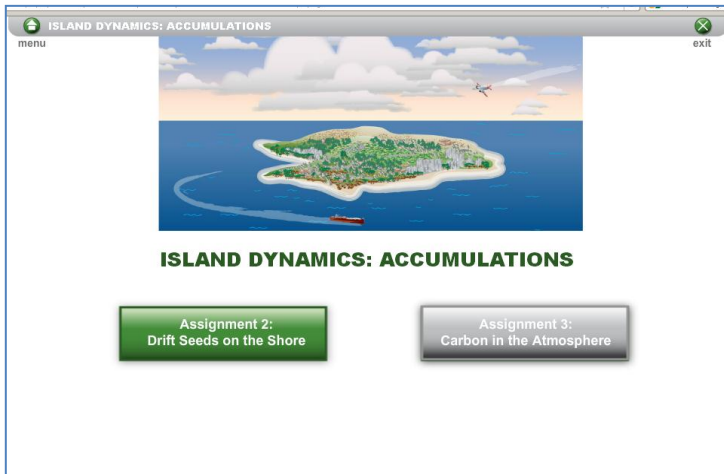 ISLAND DYNAMICS: ACCUMULATIONS
menu
exit
ISLAND DYNAMICS: ACCUMULATIONS
Assignment 2:
Drift Seeds on the Shore
Assignment 3:
Carbon in the Atmosphere